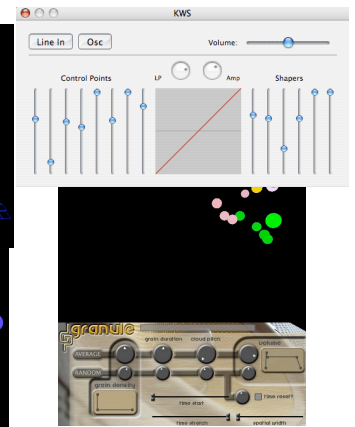 KWS
Line In Osc Volume:
Control Points LP Amp Shapers
granule
grain duration cloud pitch volume
AVERAGE
RANDOM
grain density
time start time reset?
time stretch spatial width